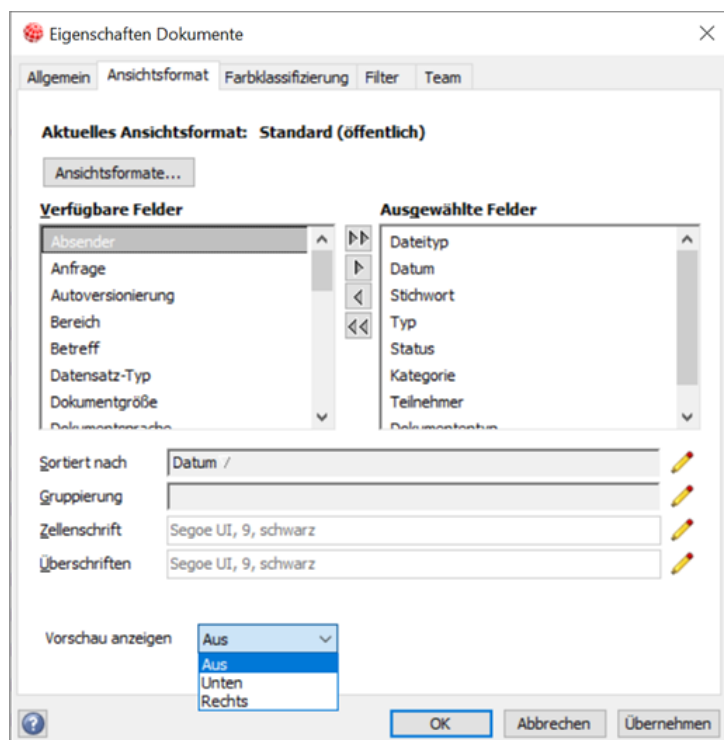 Eigenschaften Dokumente
Allgemein Ansichtsformat Farbklassifizierung Filter Team
Aktuelles Ansichtsformat: Standard (öffentlich)
Ansichtsformate...
Verfügbare Felder
Absender
Anfrage
Autoversionierung
Bereich
Betreff
Datensatz-Typ
Dokumentgröße
Dokumentsprache
Ausgewählte Felder
Dateityp
Datum
Stichwort
Typ
Status
Kategorie
Teilnehmer
Dokumententyp
Sortiert nach Datum /
Gruppierung
Zellenschrift Segoe UI, 9, schwarz
Überschriften Segoe UI, 9, schwarz
Vorschau anzeigen Aus
Aus
Unten
Rechts
? OK Abbrechen Übernehmen